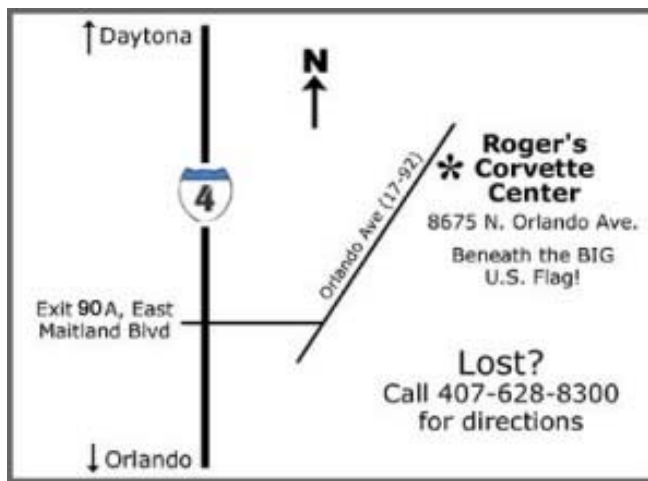 ↑ Daytona
N
4
Orlando Ave (17-92)
* Roger's
Corvette
Center
8675 N. Orlando Ave.
Beneath the BIG
U.S. Flag!
Exit 90A, East
Maitland Blvd
Lost?
Call 407-628-8300
for directions
↓ Orlando